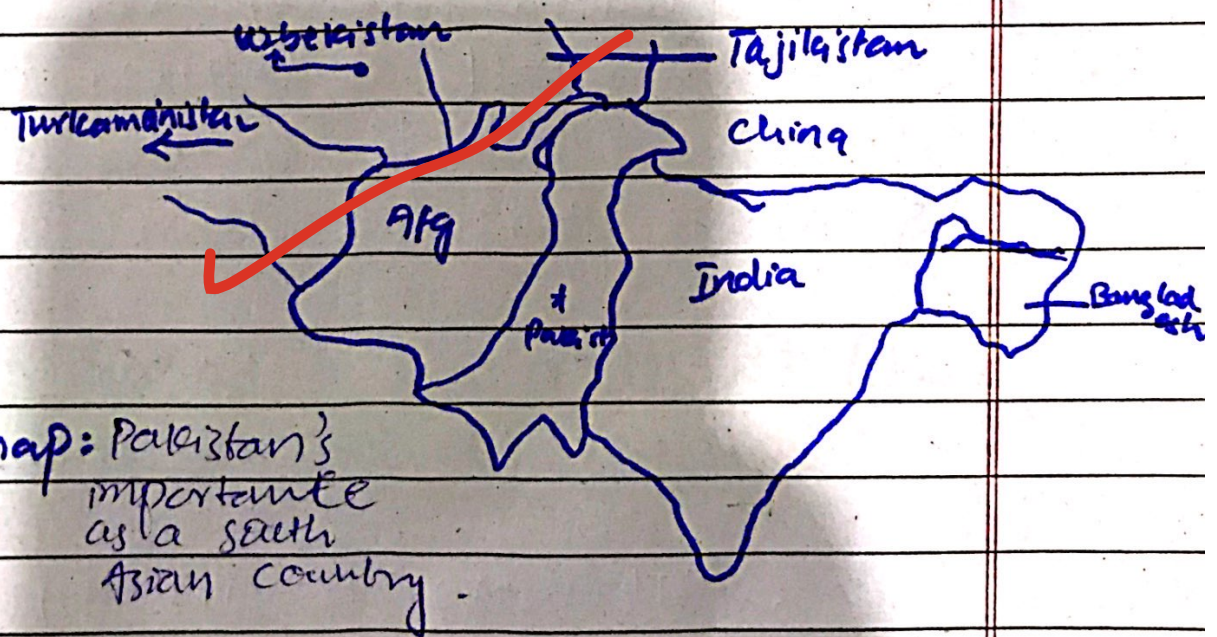 Uzbekistan
Tajikistan
Turkamanistan
China
Afg
India
Banglad
esh
* Pakist
map: Pakistan's
importance
as a south
Asian country.